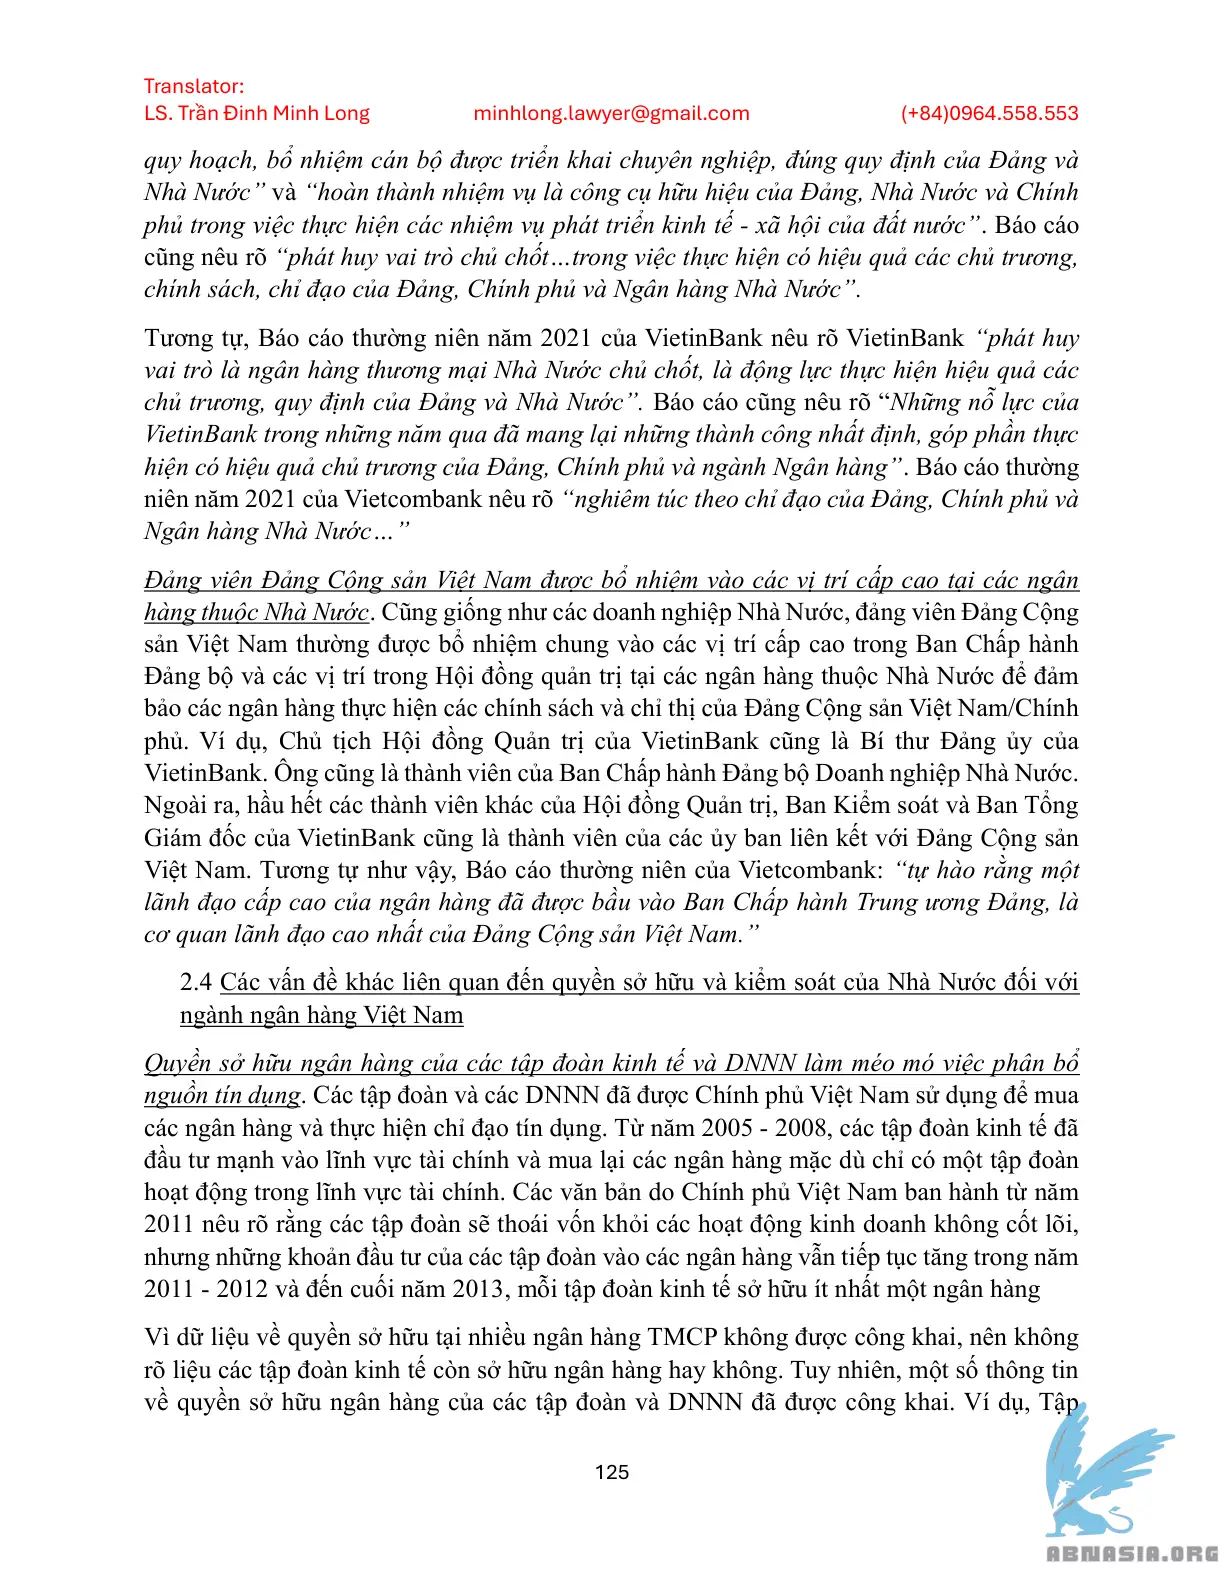 Translator:
LS. Trần Đinh Minh Long minhlong.lawyer@gmail.com (+84)0964.558.553
quy hoạch, bổ nhiệm cán bộ được triển khai chuyên nghiệp, đúng quy định của Đảng và
Nhà Nước” và “hoàn thành nhiệm vụ là công cụ hữu hiệu của Đảng, Nhà Nước và Chính
phủ trong việc thực hiện các nhiệm vụ phát triển kinh tế - xã hội của đất nước”. Báo cáo
cũng nêu rõ “phát huy vai trò chủ chốt…trong việc thực hiện có hiệu quả các chủ trương,
chính sách, chỉ đạo của Đảng, Chính phủ và Ngân hàng Nhà Nước”.
Tương tự, Báo cáo thường niên năm 2021 của VietinBank nêu rõ VietinBank “phát huy
vai trò là ngân hàng thương mại Nhà Nước chủ chốt, là động lực thực hiện hiệu quả các
chủ trương, quy định của Đảng và Nhà Nước”. Báo cáo cũng nêu rõ “Những nỗ lực của
VietinBank trong những năm qua đã mang lại những thành công nhất định, góp phần thực
hiện có hiệu quả chủ trương của Đảng, Chính phủ và ngành Ngân hàng”. Báo cáo thường
niên năm 2021 của Vietcombank nêu rõ “nghiêm túc theo chỉ đạo của Đảng, Chính phủ và
Ngân hàng Nhà Nước…”
Đảng viên Đảng Cộng sản Việt Nam được bổ nhiệm vào các vị trí cấp cao tại các ngân
hàng thuộc Nhà Nước. Cũng giống như các doanh nghiệp Nhà Nước, đảng viên Đảng Cộng
sản Việt Nam thường được bổ nhiệm chung vào các vị trí cấp cao trong Ban Chấp hành
Đảng bộ và các vị trí trong Hội đồng quản trị tại các ngân hàng thuộc Nhà Nước để đảm
bảo các ngân hàng thực hiện các chính sách và chỉ thị của Đảng Cộng sản Việt Nam/Chính
phủ. Ví dụ, Chủ tịch Hội đồng Quản trị của VietinBank cũng là Bí thư Đảng ủy của
VietinBank. Ông cũng là thành viên của Ban Chấp hành Đảng bộ Doanh nghiệp Nhà Nước.
Ngoài ra, hầu hết các thành viên khác của Hội đồng Quản trị, Ban Kiểm soát và Ban Tổng
Giám đốc của VietinBank cũng là thành viên của các ủy ban liên kết với Đảng Cộng sản
Việt Nam. Tương tự như vậy, Báo cáo thường niên của Vietcombank: “tự hào rằng một
lãnh đạo cấp cao của ngân hàng đã được bầu vào Ban Chấp hành Trung ương Đảng, là
cơ quan lãnh đạo cao nhất của Đảng Cộng sản Việt Nam.”
2.4 Các vấn đề khác liên quan đến quyền sở hữu và kiểm soát của Nhà Nước đối với
ngành ngân hàng Việt Nam
Quyền sở hữu ngân hàng của các tập đoàn kinh tế và DNNN làm méo mó việc phân bổ
nguồn tín dụng. Các tập đoàn và các DNNN đã được Chính phủ Việt Nam sử dụng để mua
các ngân hàng và thực hiện chỉ đạo tín dụng. Từ năm 2005 - 2008, các tập đoàn kinh tế đã
đầu tư mạnh vào lĩnh vực tài chính và mua lại các ngân hàng mặc dù chỉ có một tập đoàn
hoạt động trong lĩnh vực tài chính. Các văn bản do Chính phủ Việt Nam ban hành từ năm
2011 nêu rõ rằng các tập đoàn sẽ thoái vốn khỏi các hoạt động kinh doanh không cốt lõi,
nhưng những khoản đầu tư của các tập đoàn vào các ngân hàng vẫn tiếp tục tăng trong năm
2011 - 2012 và đến cuối năm 2013, mỗi tập đoàn kinh tế sở hữu ít nhất một ngân hàng
Vì dữ liệu về quyền sở hữu tại nhiều ngân hàng TMCP không được công khai, nên không
rõ liệu các tập đoàn kinh tế còn sở hữu ngân hàng hay không. Tuy nhiên, một số thông tin
về quyền sở hữu ngân hàng của các tập đoàn và DNNN đã được công khai. Ví dụ, Tập
125
ABNASIA.ORG